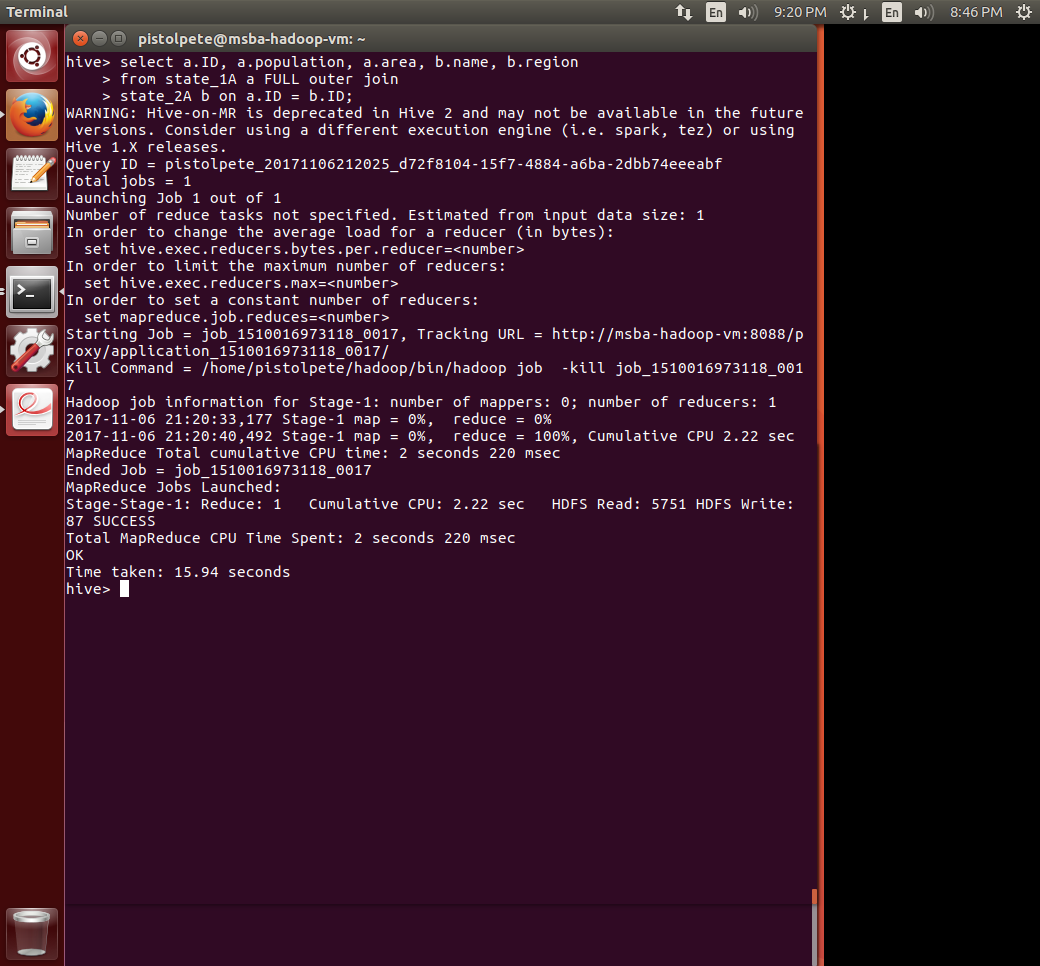 Terminal
En
9:20 PM
En
8:46 PM
pistolpete@msba-hadoop-vm: ~
hive> select a.ID, a.population, a.area, b.name, b.region
    > from state_1A a FULL outer join
    > state_2A b on a.ID = b.ID;
WARNING: Hive-on-MR is deprecated in Hive 2 and may not be available in the future
 versions. Consider using a different execution engine (i.e. spark, tez) or using
Hive 1.X releases.
Query ID = pistolpete_20171106212025_d72f8104-15f7-4884-a6ba-2dbb74eeeabf
Total jobs = 1
Launching Job 1 out of 1
Number of reduce tasks not specified. Estimated from input data size: 1
In order to change the average load for a reducer (in bytes):
  set hive.exec.reducers.bytes.per.reducer=<number>
In order to limit the maximum number of reducers:
  set hive.exec.reducers.max=<number>
In order to set a constant number of reducers:
  set mapreduce.job.reduces=<number>
Starting Job = job_1510016973118_0017, Tracking URL = http://msba-hadoop-vm:8088/p
roxy/application_1510016973118_0017/
Kill Command = /home/pistolpete/hadoop/bin/hadoop job  -kill job_1510016973118_001
7
Hadoop job information for Stage-1: number of mappers: 0; number of reducers: 1
2017-11-06 21:20:33,177 Stage-1 map = 0%,  reduce = 0%
2017-11-06 21:20:40,492 Stage-1 map = 0%,  reduce = 100%, Cumulative CPU 2.22 sec
MapReduce Total cumulative CPU time: 2 seconds 220 msec
Ended Job = job_1510016973118_0017
MapReduce Jobs Launched:
Stage-Stage-1: Reduce: 1   Cumulative CPU: 2.22 sec   HDFS Read: 5751 HDFS Write:
87 SUCCESS
Total MapReduce CPU Time Spent: 2 seconds 220 msec
OK
Time taken: 15.94 seconds
hive>